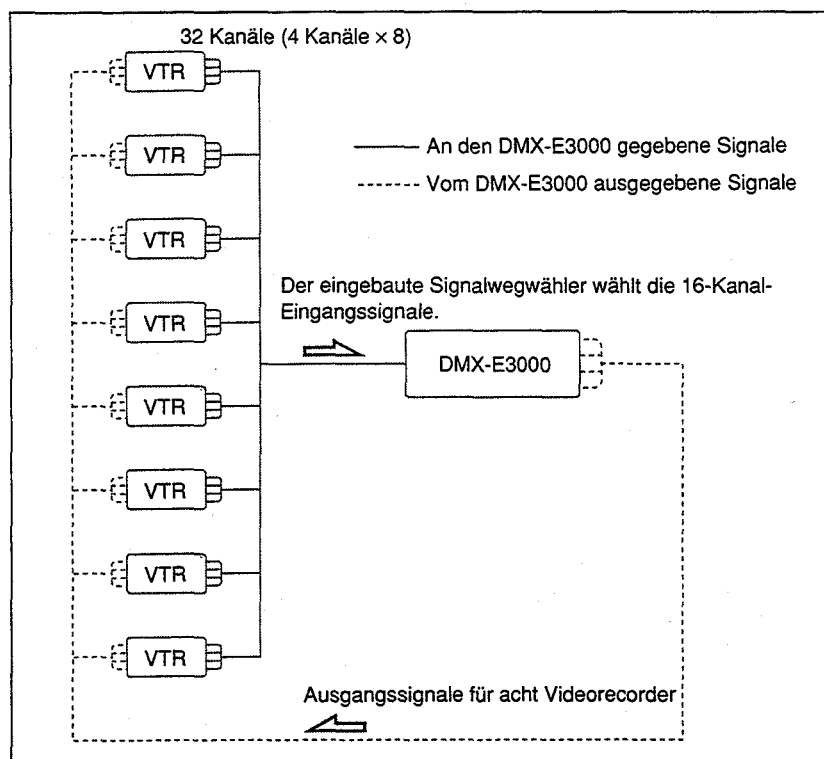 32 Kanäle (4 Kanäle × 8)
VTR
VTR
VTR
VTR
VTR
VTR
VTR
VTR
An den DMX-E3000 gegebene Signale
Vom DMX-E3000 ausgegebene Signale
Der eingebaute Signalwegwähler wählt die 16-Kanal-
Eingangssignale.
DMX-E3000
Ausgangssignale für acht Videorecorder